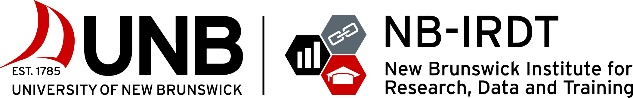 UNB
EST. 1785
UNIVERSITY OF NEW BRUNSWICK
NB-IRDT
New Brunswick Institute for
Research, Data and Training